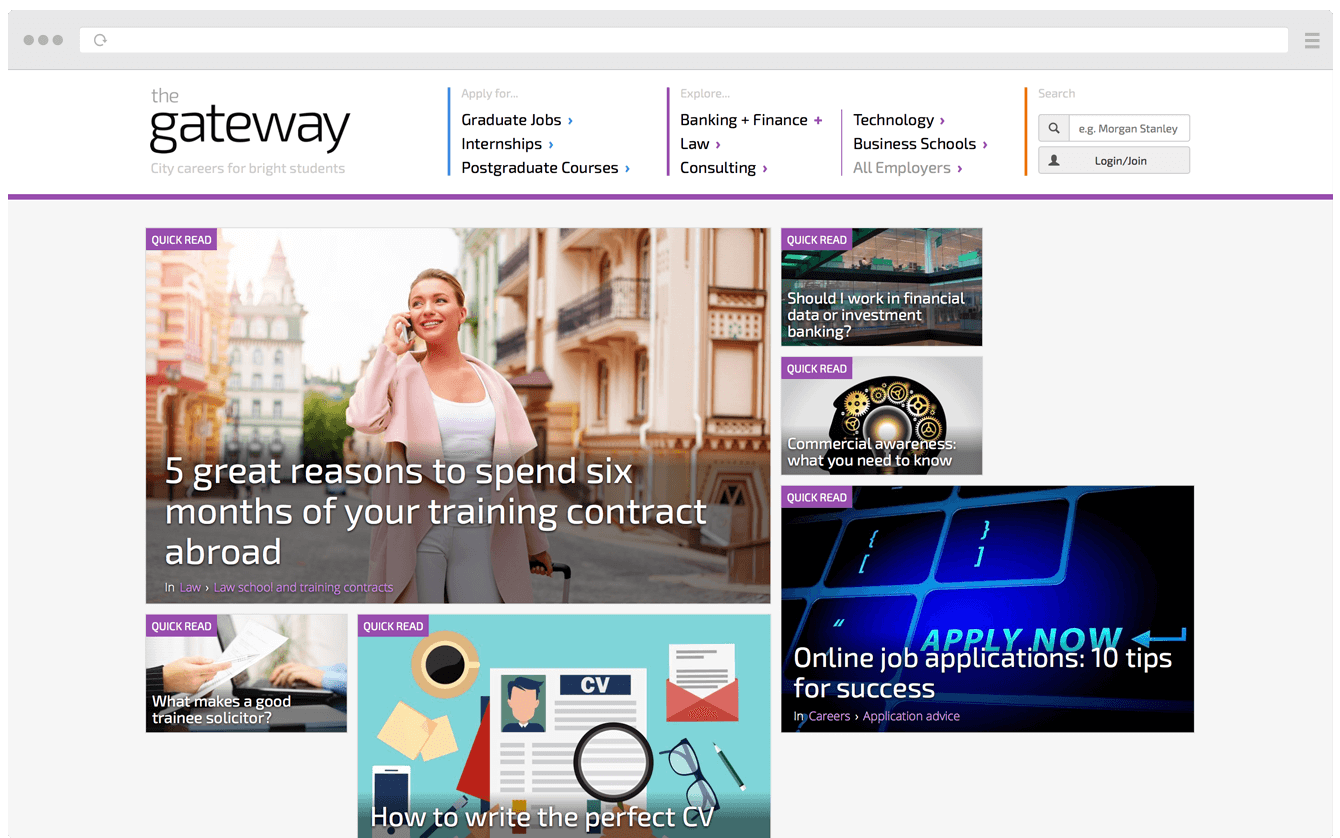 the
gateway
City careers for bright students
Apply for...
Graduate Jobs ›
Internships ›
Postgraduate Courses ›
Explore...
Banking + Finance +
Law ›
Consulting ›
Technology ›
Business Schools ›
All Employers ›
Search
e.g. Morgan Stanley
Login/Join
QUICK READ
5 great reasons to spend six
months of your training contract
abroad
In Law › Law school and training contracts
QUICK READ
Should I work in financial
data or investment
banking?
QUICK READ
Commercial awareness:
what you need to know
QUICK READ
{ }
[ ]
“
APPLY NOW
Online job applications: 10 tips
for success
In Careers › Application advice
QUICK READ
What makes a good
trainee solicitor?
QUICK READ
CV
How to write the perfect CV